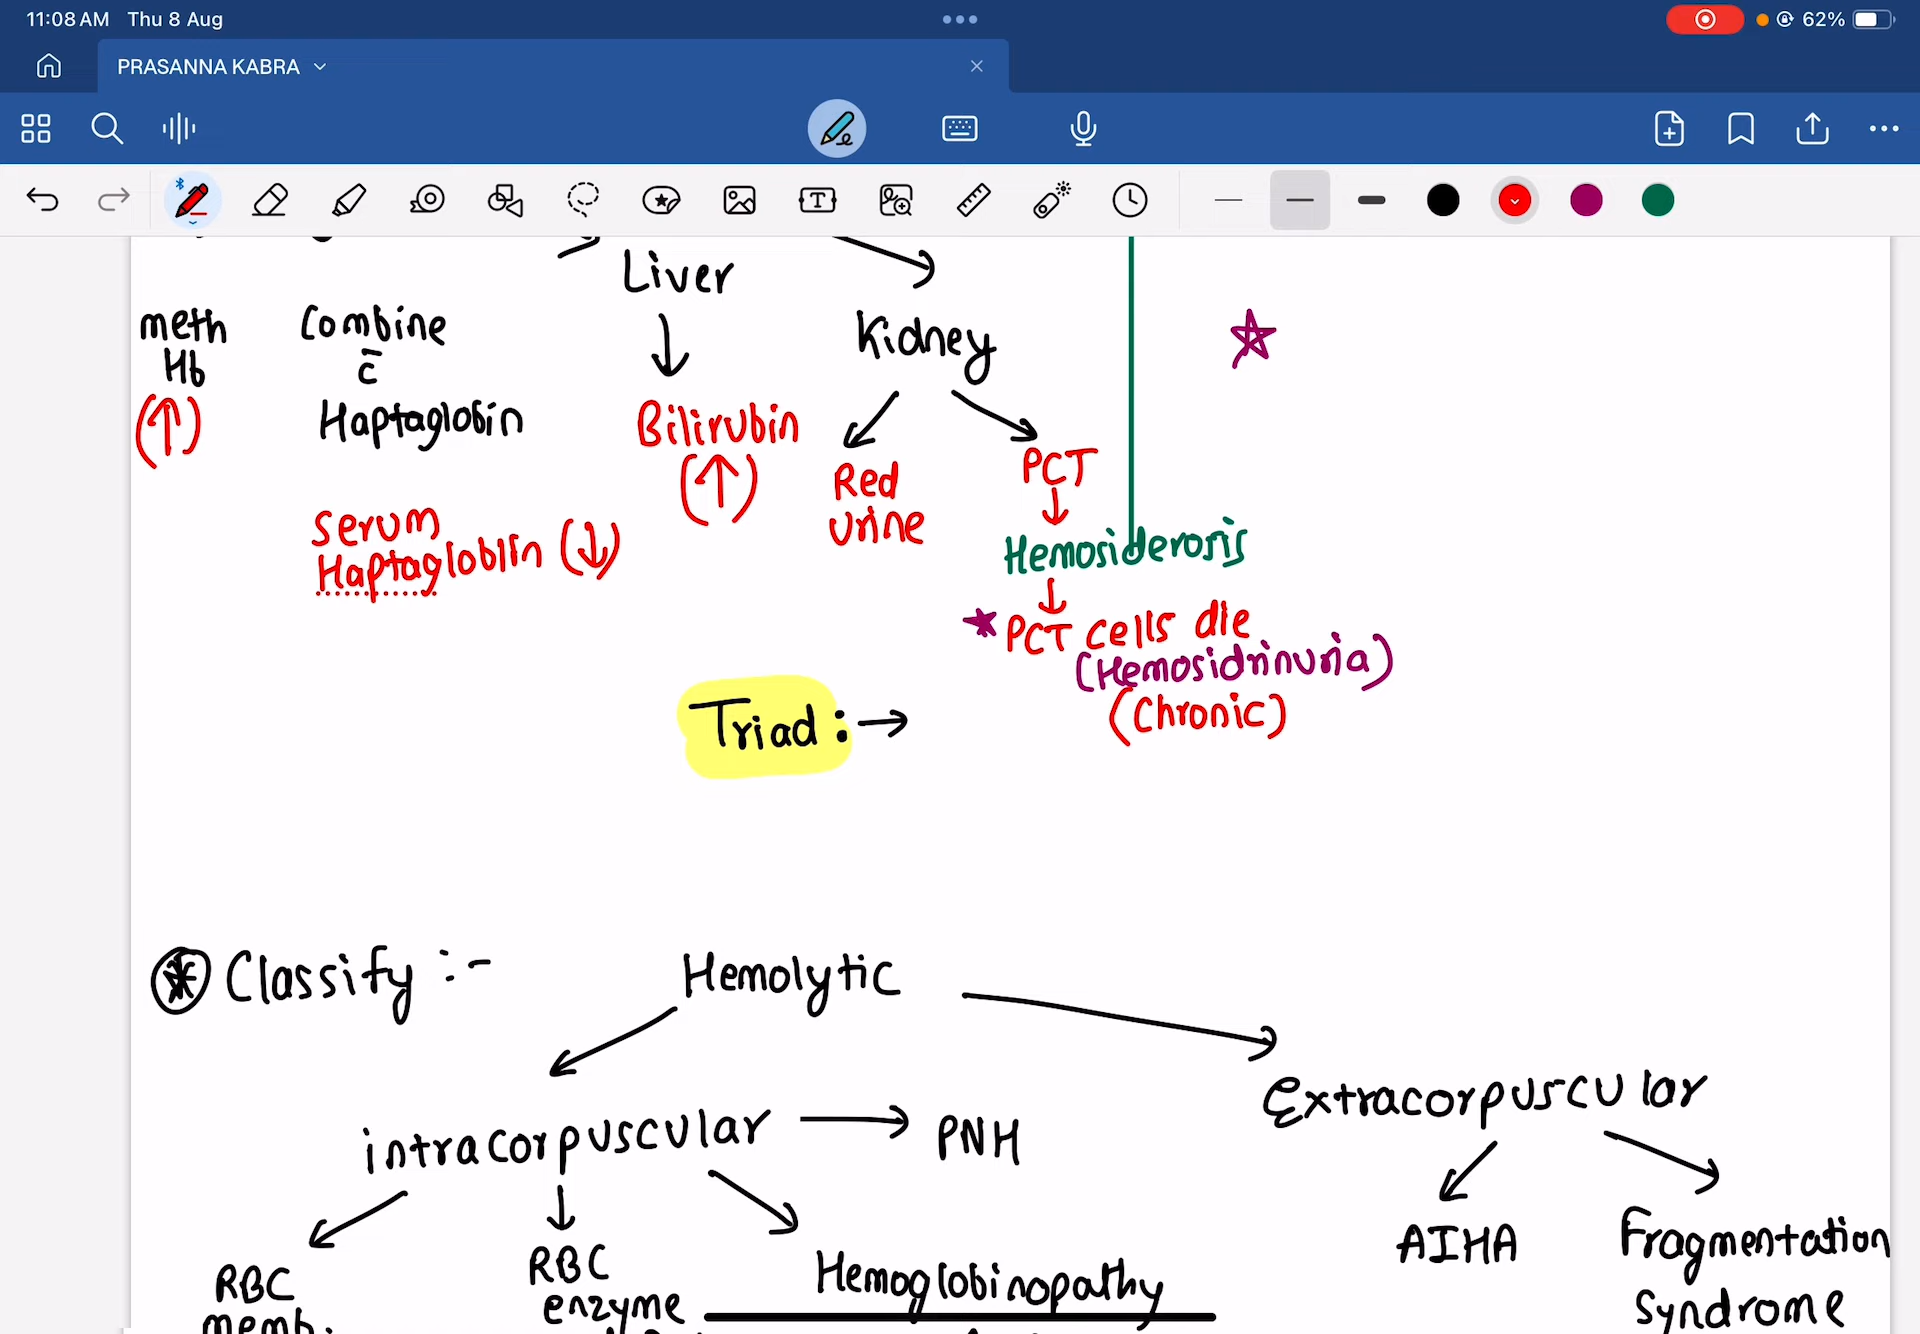 11:08 AM Thu 8 Aug
62%
PRASANNA KABRA
Liver
meth
Hb
(↑)
Combine
c̄
Haptaglobin
Kidney
Bilirubin
(↑)
Red
urine
PCT
Serum
Haptagloblin (↓)
Hemosiderosis
PCT cells die
(Hemosidrinuria)
(Chronic)
Triad :→
Classify :-
Hemolytic
intracorpuscular → PNH
Extracorpuscular
RBC
memb.
RBC
enzyme
Hemoglobinopathy
AIHA
Fragmentation
Syndrome